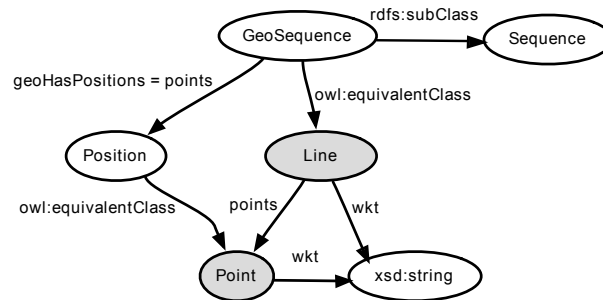 rdfs:subClass
GeoSequence
Sequence
geoHasPositions = points
owl:equivalentClass
Position
Line
owl:equivalentClass
points
wkt
Point
wkt
xsd:string